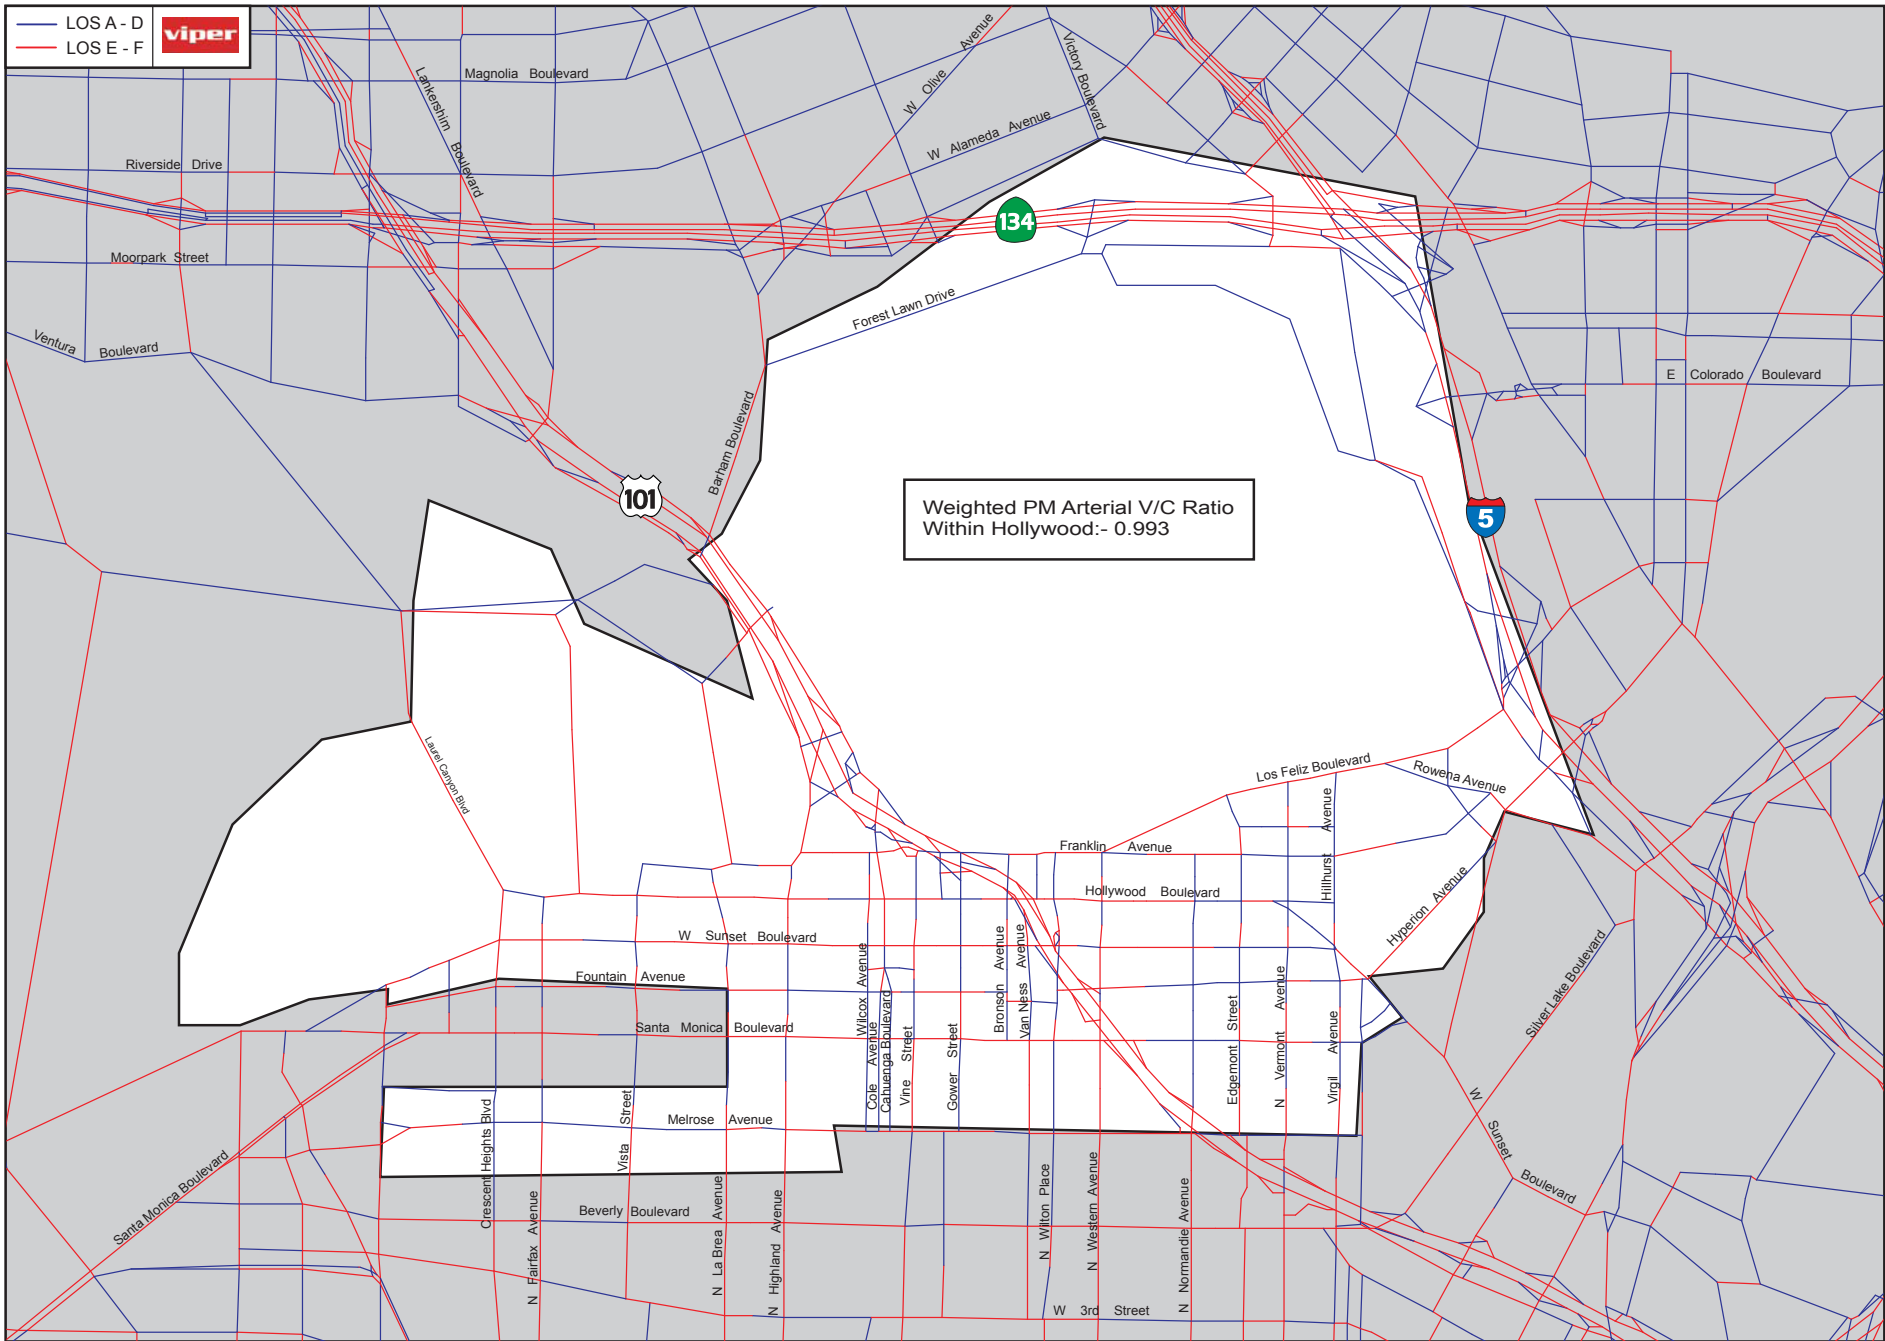 LOS A - D
LOS E - F
viper
Magnolia Boulevard
Lankershim Boulevard
W Olive Avenue
Victory Boulevard
W Alameda Avenue
Riverside Drive
134
Moorpark Street
Forest Lawn Drive
Ventura Boulevard
E Colorado Boulevard
Barham Boulevard
101
Weighted PM Arterial V/C Ratio
Within Hollywood:- 0.993
5
Laurel Canyon Blvd
Los Feliz Boulevard
Rowena Avenue
Hillhurst Avenue
Franklin Avenue
Hollywood Boulevard
Hyperion Avenue
W Sunset Boulevard
Fountain Avenue
Wilcox Avenue
Bronson Avenue
Van Ness Avenue
Silver Lake Boulevard
Santa Monica Boulevard
Cole Avenue
Cahuenga Boulevard
Vine Street
Gower Street
Edgemont Street
N Vermont Avenue
Virgil Avenue
Melrose Avenue
Crescent Heights Blvd
Vista Street
W Sunset Boulevard
Santa Monica Boulevard
N Fairfax Avenue
Beverly Boulevard
N La Brea Avenue
N Highland Avenue
N Wilton Place
N Western Avenue
N Normandie Avenue
W 3rd Street